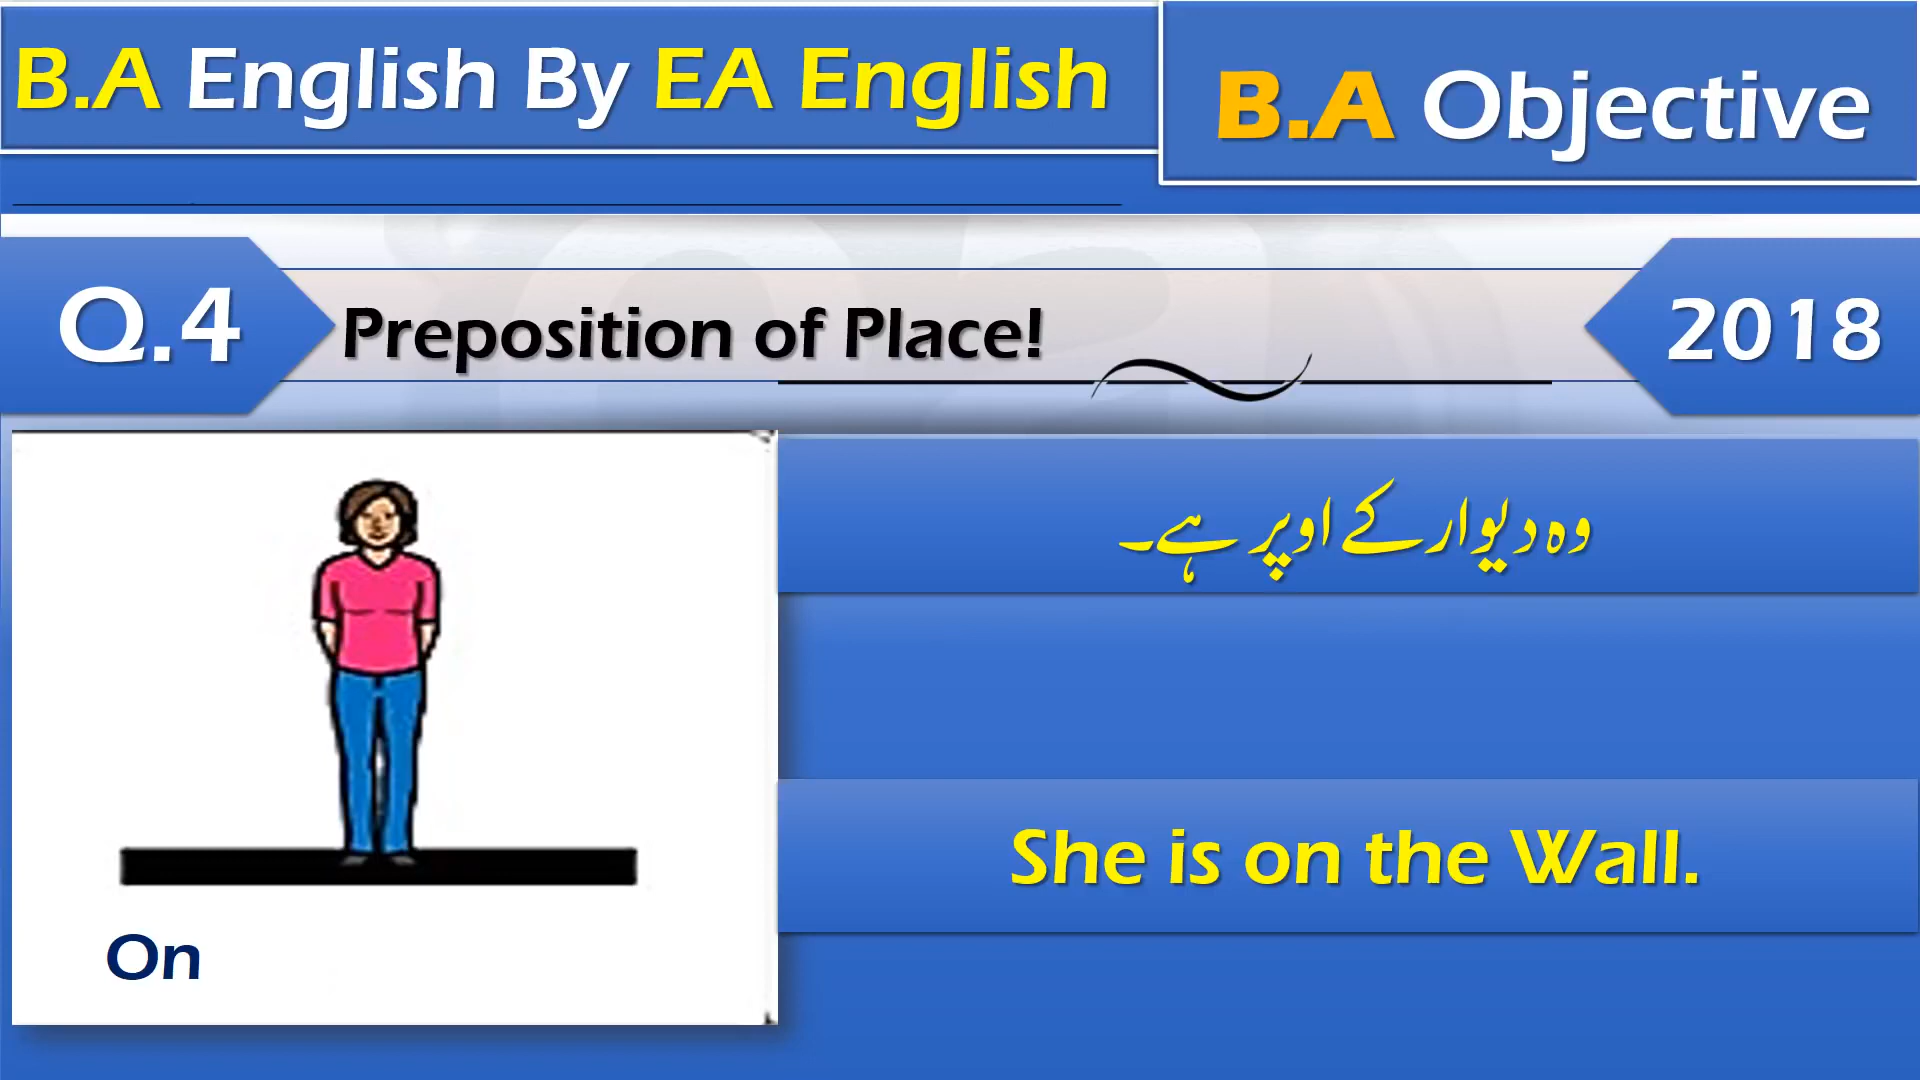 B.A English By EA English
B.A Objective
Q.4
Preposition of Place!
2018
وہ دیوار کے اوپر ہے۔
She is on the Wall.
On